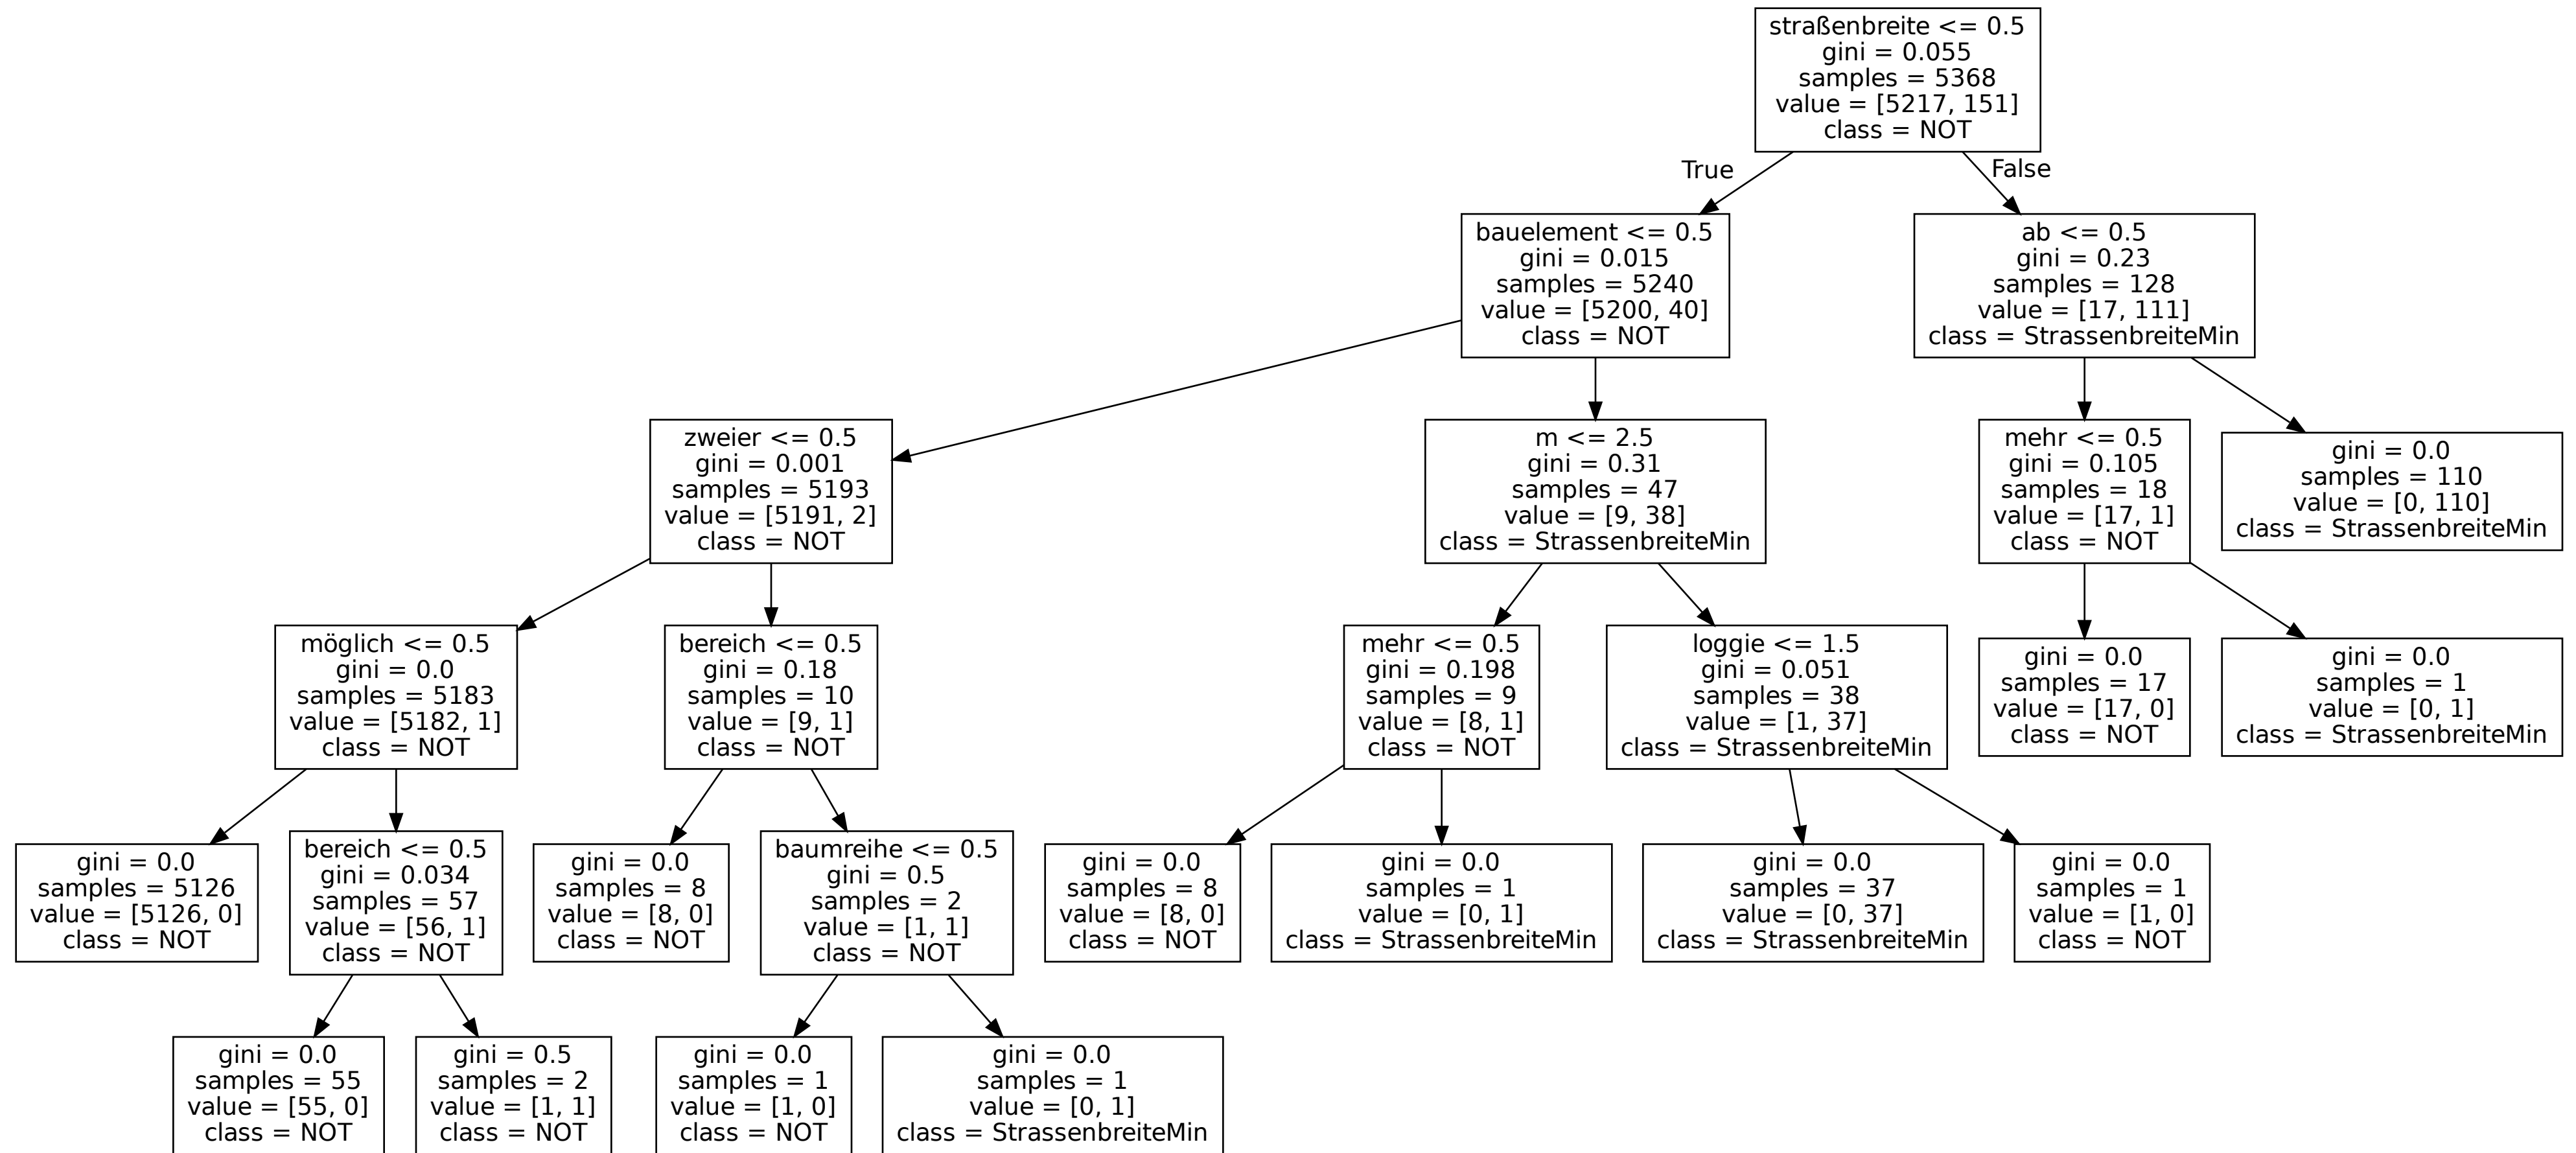 straßenbreite <= 0.5
gini = 0.055
samples = 5368
value = [5217, 151]
class = NOT
True
False
bauelement <= 0.5
gini = 0.015
samples = 5240
value = [5200, 40]
class = NOT
ab <= 0.5
gini = 0.23
samples = 128
value = [17, 111]
class = StrassenbreiteMin
zweier <= 0.5
gini = 0.001
samples = 5193
value = [5191, 2]
class = NOT
m <= 2.5
gini = 0.31
samples = 47
value = [9, 38]
class = StrassenbreiteMin
mehr <= 0.5
gini = 0.105
samples = 18
value = [17, 1]
class = NOT
gini = 0.0
samples = 110
value = [0, 110]
class = StrassenbreiteMin
möglich <= 0.5
gini = 0.0
samples = 5183
value = [5182, 1]
class = NOT
bereich <= 0.5
gini = 0.18
samples = 10
value = [9, 1]
class = NOT
mehr <= 0.5
gini = 0.198
samples = 9
value = [8, 1]
class = NOT
loggie <= 1.5
gini = 0.051
samples = 38
value = [1, 37]
class = StrassenbreiteMin
gini = 0.0
samples = 17
value = [17, 0]
class = NOT
gini = 0.0
samples = 1
value = [0, 1]
class = StrassenbreiteMin
gini = 0.0
samples = 5126
value = [5126, 0]
class = NOT
bereich <= 0.5
gini = 0.034
samples = 57
value = [56, 1]
class = NOT
gini = 0.0
samples = 8
value = [8, 0]
class = NOT
baumreihe <= 0.5
gini = 0.5
samples = 2
value = [1, 1]
class = NOT
gini = 0.0
samples = 8
value = [8, 0]
class = NOT
gini = 0.0
samples = 1
value = [0, 1]
class = StrassenbreiteMin
gini = 0.0
samples = 37
value = [0, 37]
class = StrassenbreiteMin
gini = 0.0
samples = 1
value = [1, 0]
class = NOT
gini = 0.0
samples = 55
value = [55, 0]
class = NOT
gini = 0.5
samples = 2
value = [1, 1]
class = NOT
gini = 0.0
samples = 1
value = [1, 0]
class = NOT
gini = 0.0
samples = 1
value = [0, 1]
class = StrassenbreiteMin